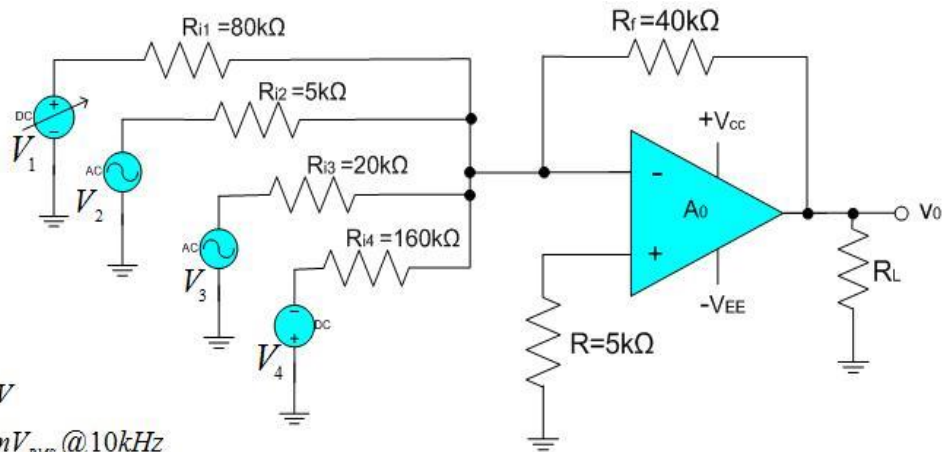 Ri1 =80kΩ
Rf=40kΩ
DC
+
−
V1
Ri2 =5kΩ
AC
V2
Ri3 =20kΩ
AC
V3
Ri4 =160kΩ
−
DC
+
V4
+Vcc
-
A0
+
-VEE
R=5kΩ
v0
RL
V
@10kHz